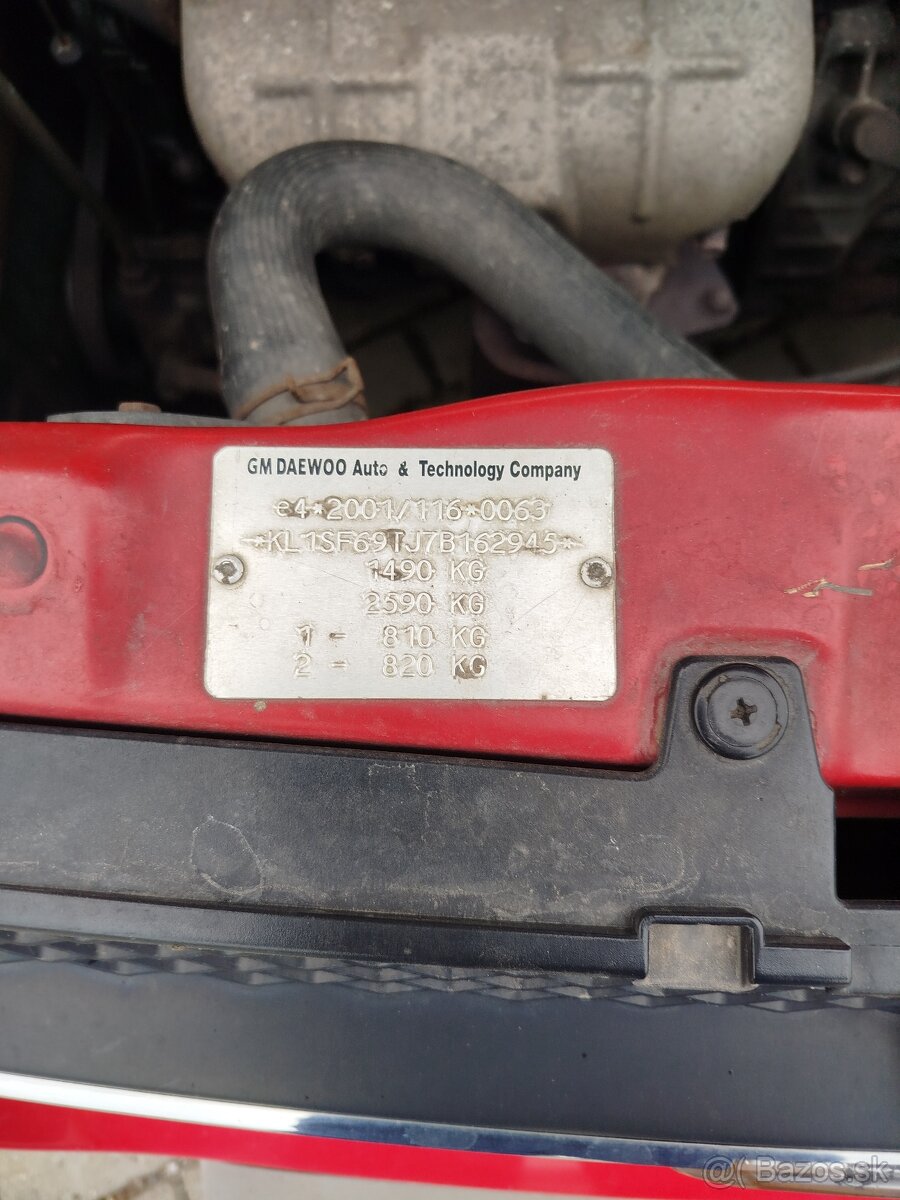 GM DAEWOO Auto & Technology Company
e4*2001/116*0063
*KL1SF69TJ7B162945*
1490 KG
2590 KG
1 - 810 KG
2 - 820 KG
@Bazos.sk